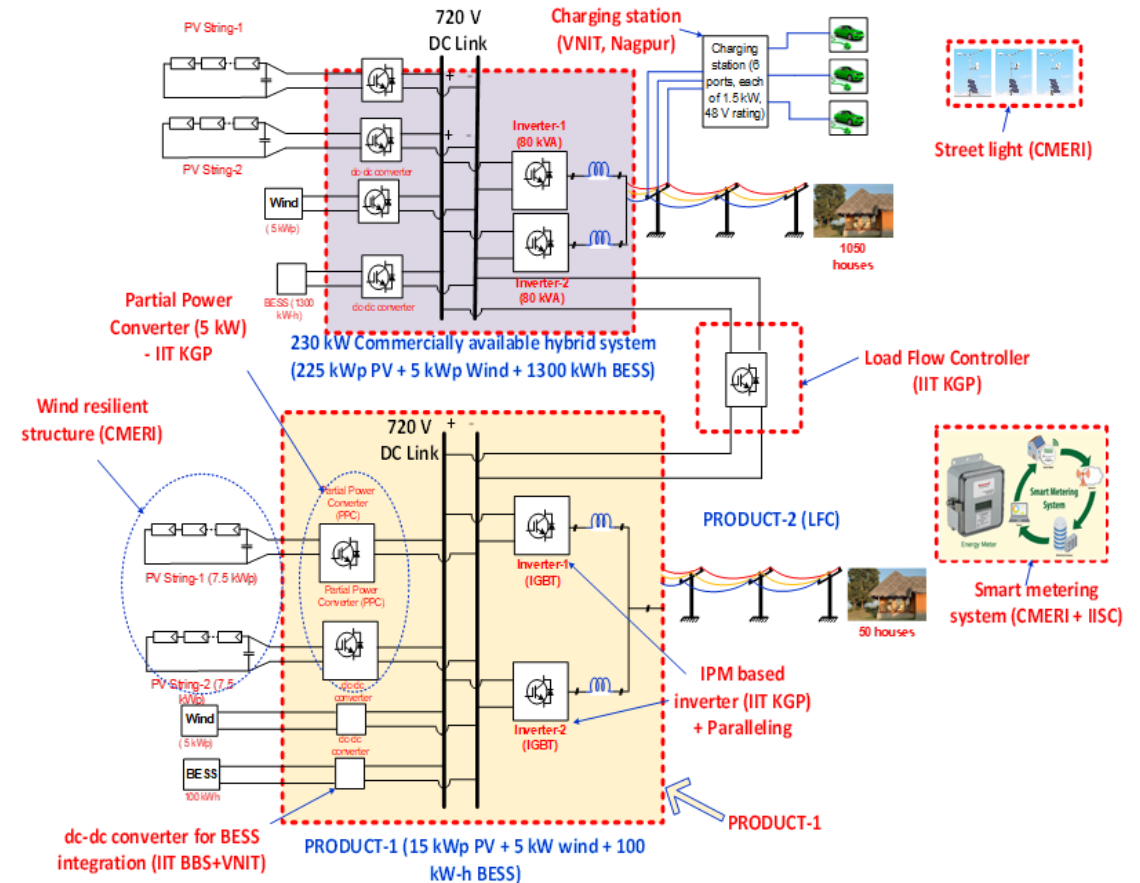 PV String-1
720 V
DC Link
+ -
Charging station
(VNIT, Nagpur)
Charging
station (6
ports, each
of 1.5 kW,
48 V rating)
Street light (CMERI)
PV String-2
+ -
dc-dc converter
Inverter-1
(80 kVA)
Wind
( 5 kWp)
Inverter-2
(80 kVA)
BESS ( 1300
kW-h)
dc-dc converter
1050
houses
230 kW Commercially available hybrid system
(225 kWp PV + 5 kWp Wind + 1300 kWh BESS)
Partial Power
Converter (5 kW)
- IIT KGP
Load Flow Controller
(IIT KGP)
Wind resilient
structure (CMERI)
720 V
DC Link
+ -
Partial Power
Converter
(PPC)
Partial Power
Converter (PPC)
PV String-1 (7.5 kWp)
Inverter-1
(IGBT)
PRODUCT-2 (LFC)
Smart Metering
System
Energy Meter
Smart metering
system (CMERI + IISC)
50 houses
PV String-2 (7.5
kWp)
dc-dc
converter
Wind
( 5 kWp)
dc-dc
converter
Inverter-2
(IGBT)
IPM based
inverter (IIT KGP)
+ Paralleling
BESS
100 kWh
dc-dc converter for BESS
integration (IIT BBS+VNIT)
PRODUCT-1
PRODUCT-1 (15 kWp PV + 5 kW wind + 100
kW-h BESS)